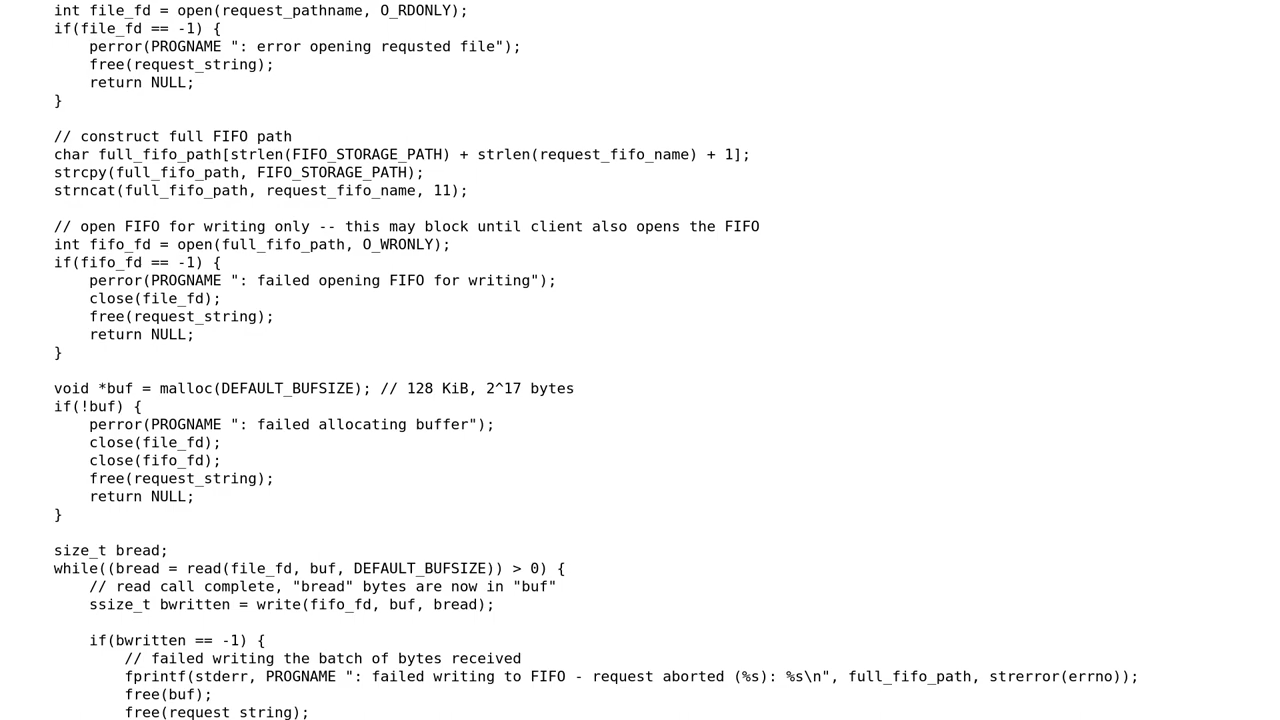 int file_fd = open(request_pathname, O_RDONLY);
if(file_fd == -1) {
perror(PROGNAME ": error opening requsted file");
free(request_string);
return NULL;
}
// construct full FIFO path
char full_fifo_path[strlen(FIFO_STORAGE_PATH) + strlen(request_fifo_name) + 1];
strcpy(full_fifo_path, FIFO_STORAGE_PATH);
strncat(full_fifo_path, request_fifo_name, 11);
// open FIFO for writing only -- this may block until client also opens the FIFO
int fifo_fd = open(full_fifo_path, O_WRONLY);
if(fifo_fd == -1) {
perror(PROGNAME ": failed opening FIFO for writing");
close(file_fd);
free(request_string);
return NULL;
}
void *buf = malloc(DEFAULT_BUFSIZE); // 128 KiB, 2^17 bytes
if(!buf) {
perror(PROGNAME ": failed allocating buffer");
close(file_fd);
close(fifo_fd);
free(request_string);
return NULL;
}
size_t bread;
while((bread = read(file_fd, buf, DEFAULT_BUFSIZE)) > 0) {
// read call complete, "bread" bytes are now in "buf"
ssize_t bwritten = write(fifo_fd, buf, bread);
if(bwritten == -1) {
// failed writing the batch of bytes received
fprintf(stderr, PROGNAME ": failed writing to FIFO - request aborted (%s): %s\n", full_fifo_path, strerror(errno));
free(buf);
free(request_string);